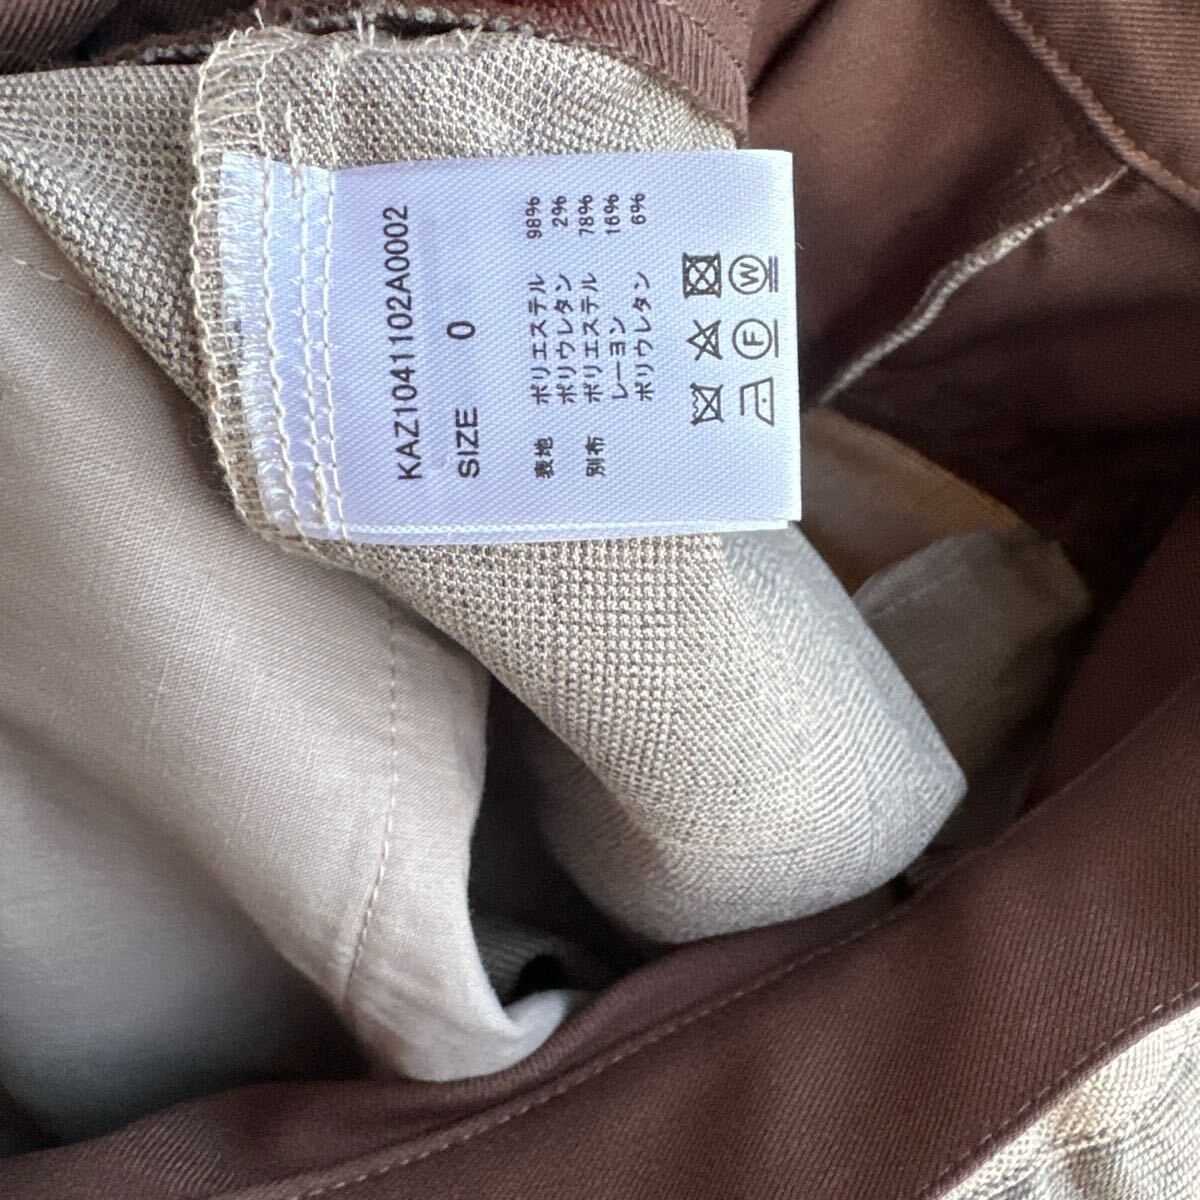 KAZ1041102A0002
SIZE 0
表地 ポリエステル 98%
ポリウレタン 2%
別布 ポリエステル 78%
レーヨン 16%
ポリウレタン 6%
W
F